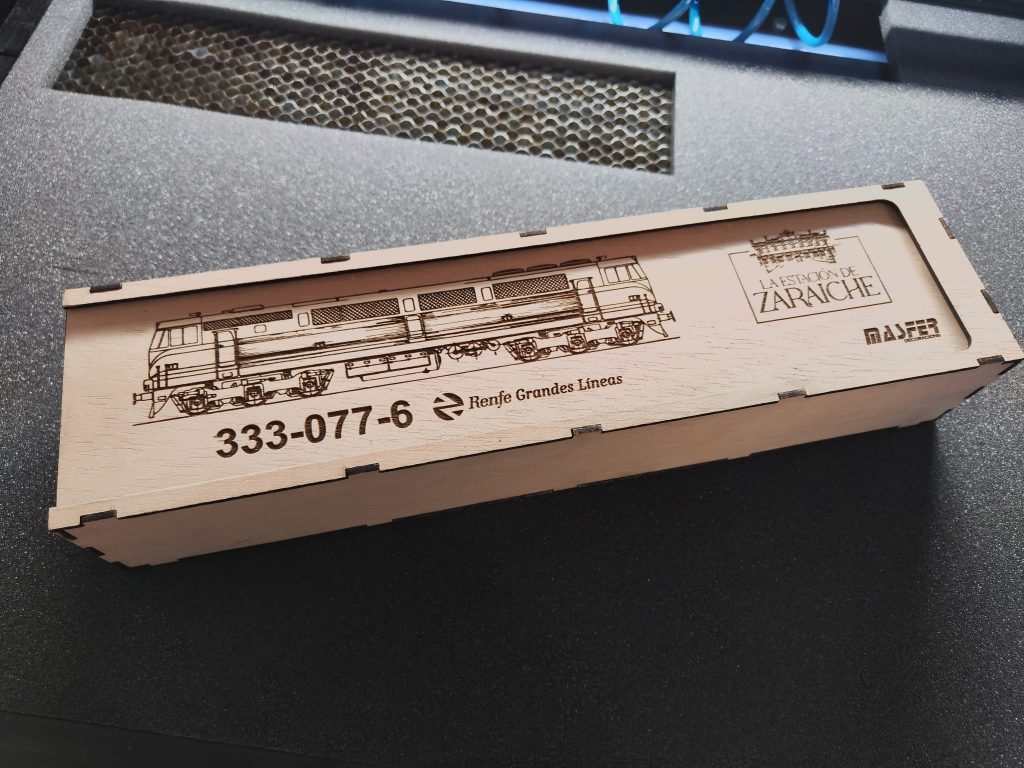 LA ESTACIÓN DE
ZARAICHE
MASFER
333-077-6
Renfe Grandes Líneas